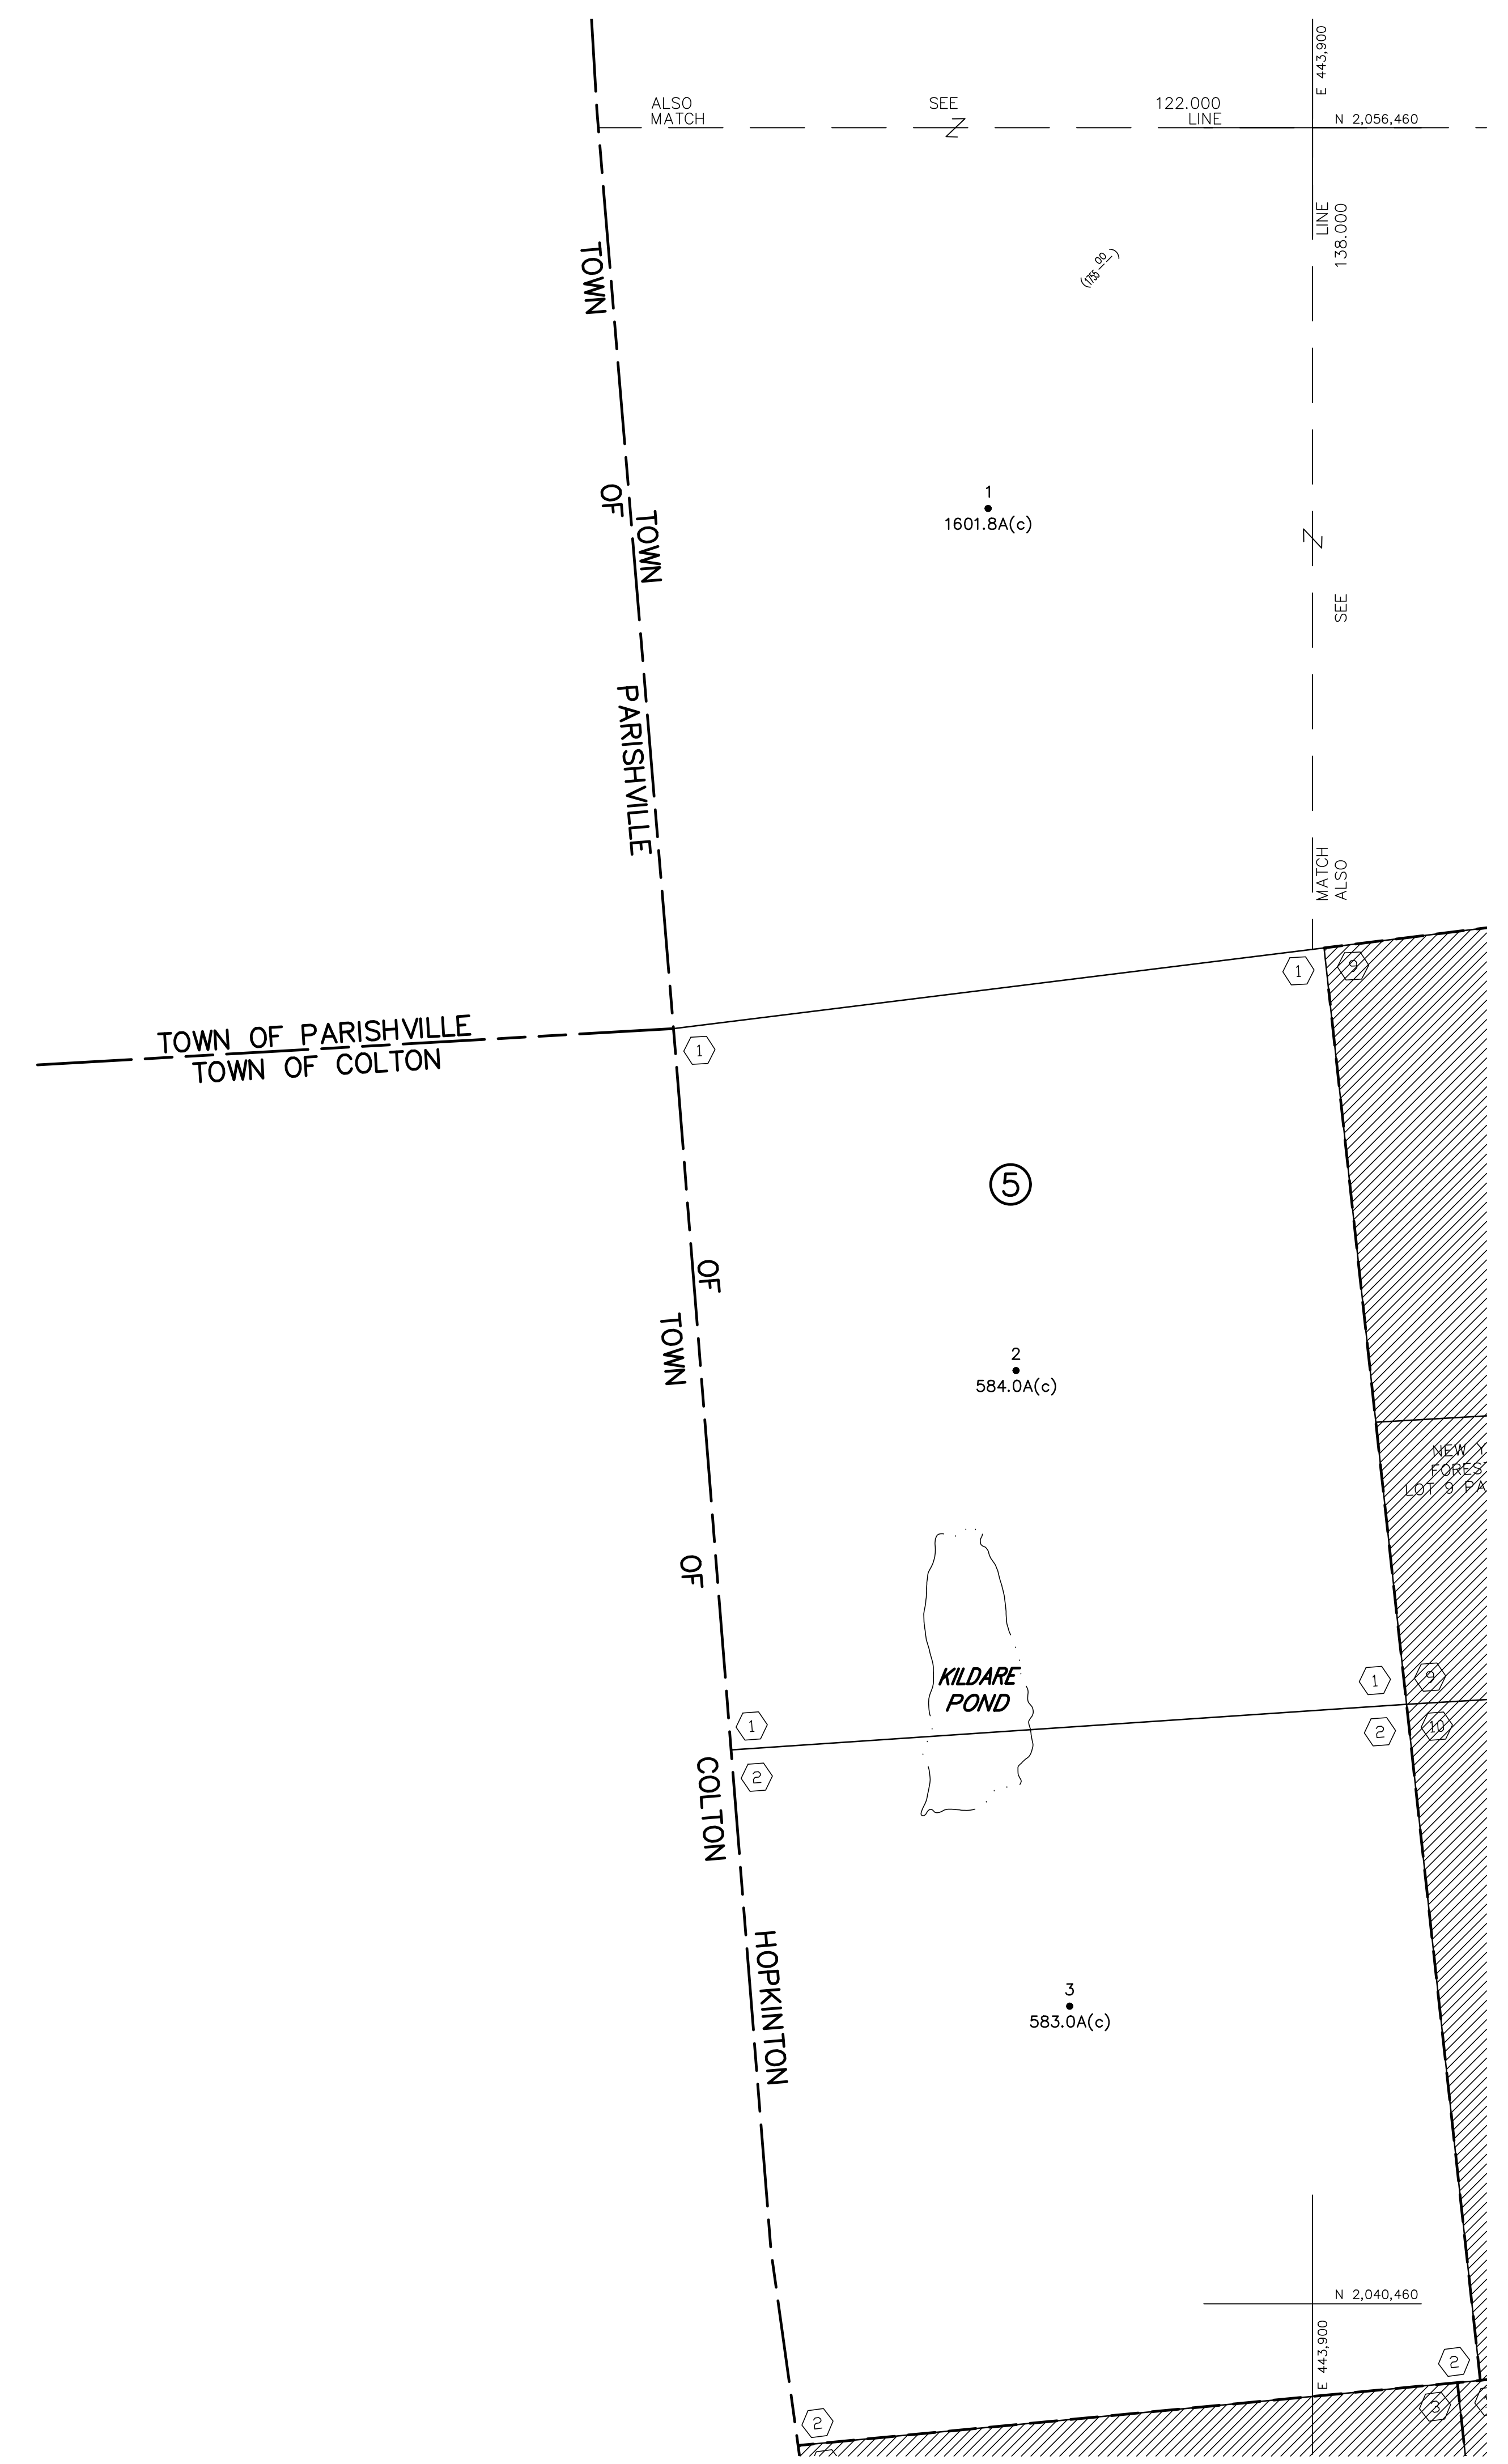 E 443,900
ALSO SEE 122.000
MATCH LINE
N 2,056,460
LINE
138.000
TOWN
1
1601.8A(c)
OF
TOWN
SEE
PARISHVILLE
MATCH
ALSO
1
9
TOWN OF PARISHVILLE
TOWN OF COLTON
1
5
OF
TOWN
2
584.0A(c)
NEW Y
FORES
LOT 9 PA
OF
KILDARE
POND
1
9
1
2
10
2
COLTON
HOPKINTON
3
583.0A(c)
N 2,040,460
E 443,900
2
3
2